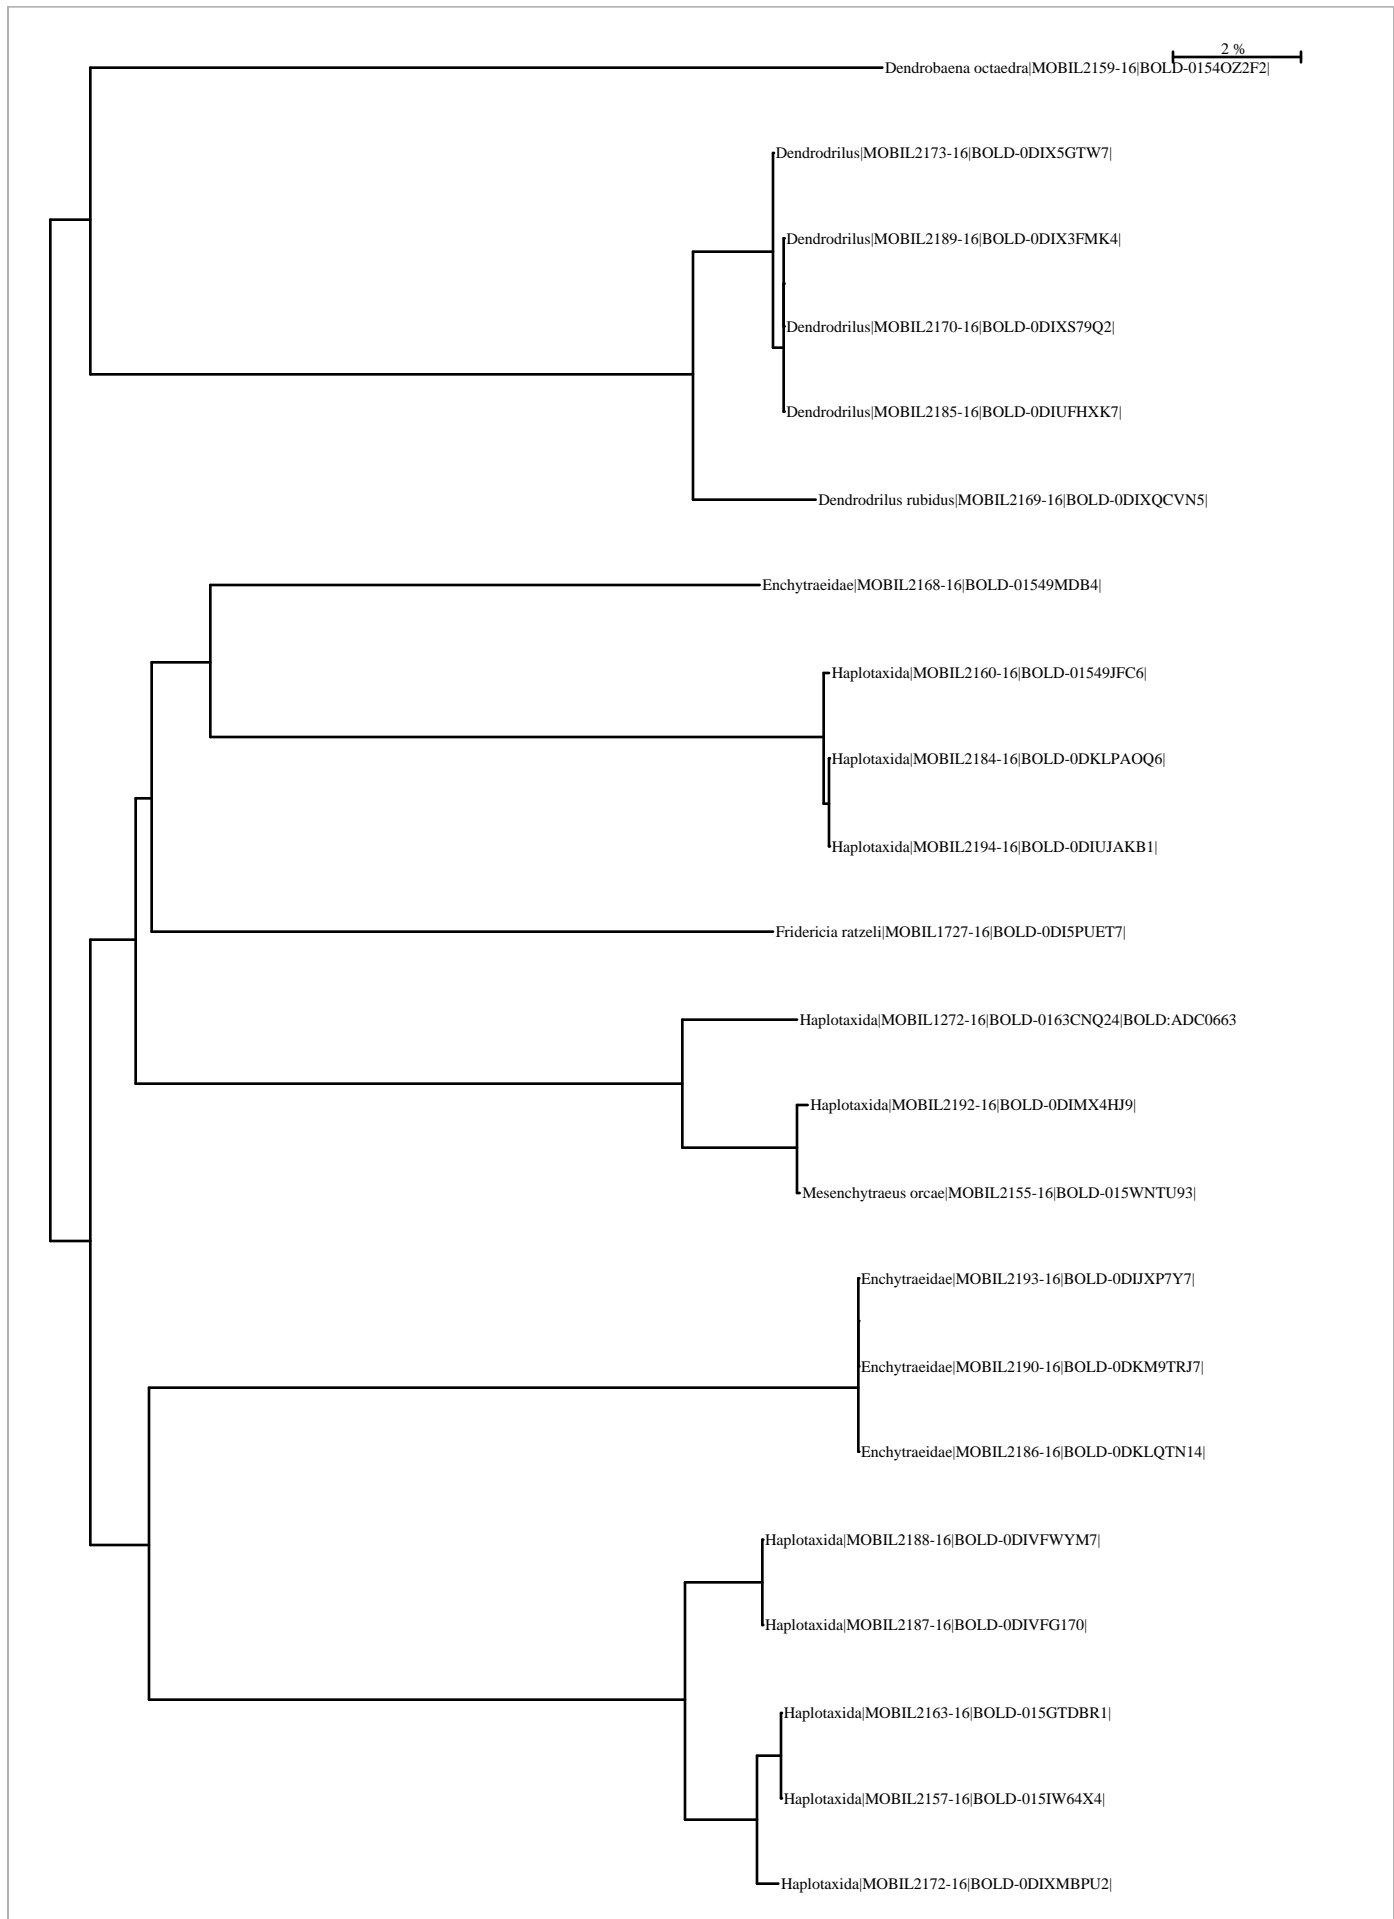 2 %
Dendrobaena octaedra|MOBIL2159-16|BOLD-0154OZ2F2|
Dendrodrilus|MOBIL2173-16|BOLD-0DIX5GTW7|
Dendrodrilus|MOBIL2189-16|BOLD-0DIX3FMK4|
Dendrodrilus|MOBIL2170-16|BOLD-0DIXS79Q2|
Dendrodrilus|MOBIL2185-16|BOLD-0DIUFHXK7|
Dendrodrilus rubidus|MOBIL2169-16|BOLD-0DIXQCVN5|
Enchytraeidae|MOBIL2168-16|BOLD-01549MDB4|
Haplotaxida|MOBIL2160-16|BOLD-01549JFC6|
Haplotaxida|MOBIL2184-16|BOLD-0DKLPAOQ6|
Haplotaxida|MOBIL2194-16|BOLD-0DIUJAKB1|
Fridericia ratzeli|MOBIL1727-16|BOLD-0DI5PUET7|
Haplotaxida|MOBIL1272-16|BOLD-0163CNQ24|BOLD:ADC0663
Haplotaxida|MOBIL2192-16|BOLD-0DIMX4HJ9|
Mesenchytraeus orcae|MOBIL2155-16|BOLD-015WNTU93|
Enchytraeidae|MOBIL2193-16|BOLD-0DIJXP7Y7|
Enchytraeidae|MOBIL2190-16|BOLD-0DKM9TRJ7|
Enchytraeidae|MOBIL2186-16|BOLD-0DKLQTN14|
Haplotaxida|MOBIL2188-16|BOLD-0DIVFWYM7|
Haplotaxida|MOBIL2187-16|BOLD-0DIVFG170|
Haplotaxida|MOBIL2163-16|BOLD-015GTDBR1|
Haplotaxida|MOBIL2157-16|BOLD-015IW64X4|
Haplotaxida|MOBIL2172-16|BOLD-0DIXMBPU2|